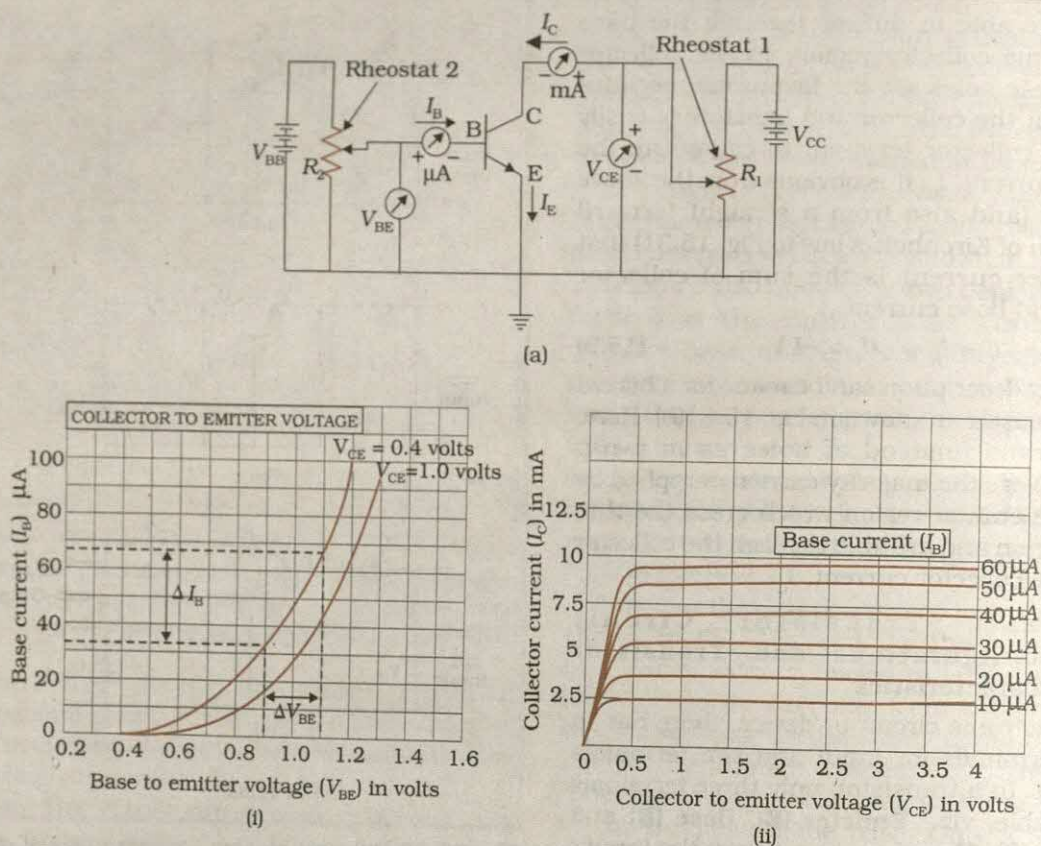 I_C
Rheostat 2
Rheostat 1
− +
mA
I_B
B
C
V_BB
R_2
+ −
μA
V_BE
E
I_E
+
V_CE
−
R_1
V_CC
(a)
COLLECTOR TO EMITTER VOLTAGE
V_CE = 0.4 volts
V_CE = 1.0 volts
100
80
60
40
20
0
Base current (I_B) μA
Δ I_B
ΔV_BE
0.2 0.4 0.6 0.8 1.0 1.2 1.4 1.6
Base to emitter voltage (V_BE) in volts
(i)
Collector current (I_C) in mA
12.5
10
7.5
5
2.5
Base current (I_B)
60 μA
50 μA
40 μA
30 μA
20 μA
10 μA
0 0.5 1 1.5 2 2.5 3 3.5 4
Collector to emitter voltage (V_CE) in volts
(ii)